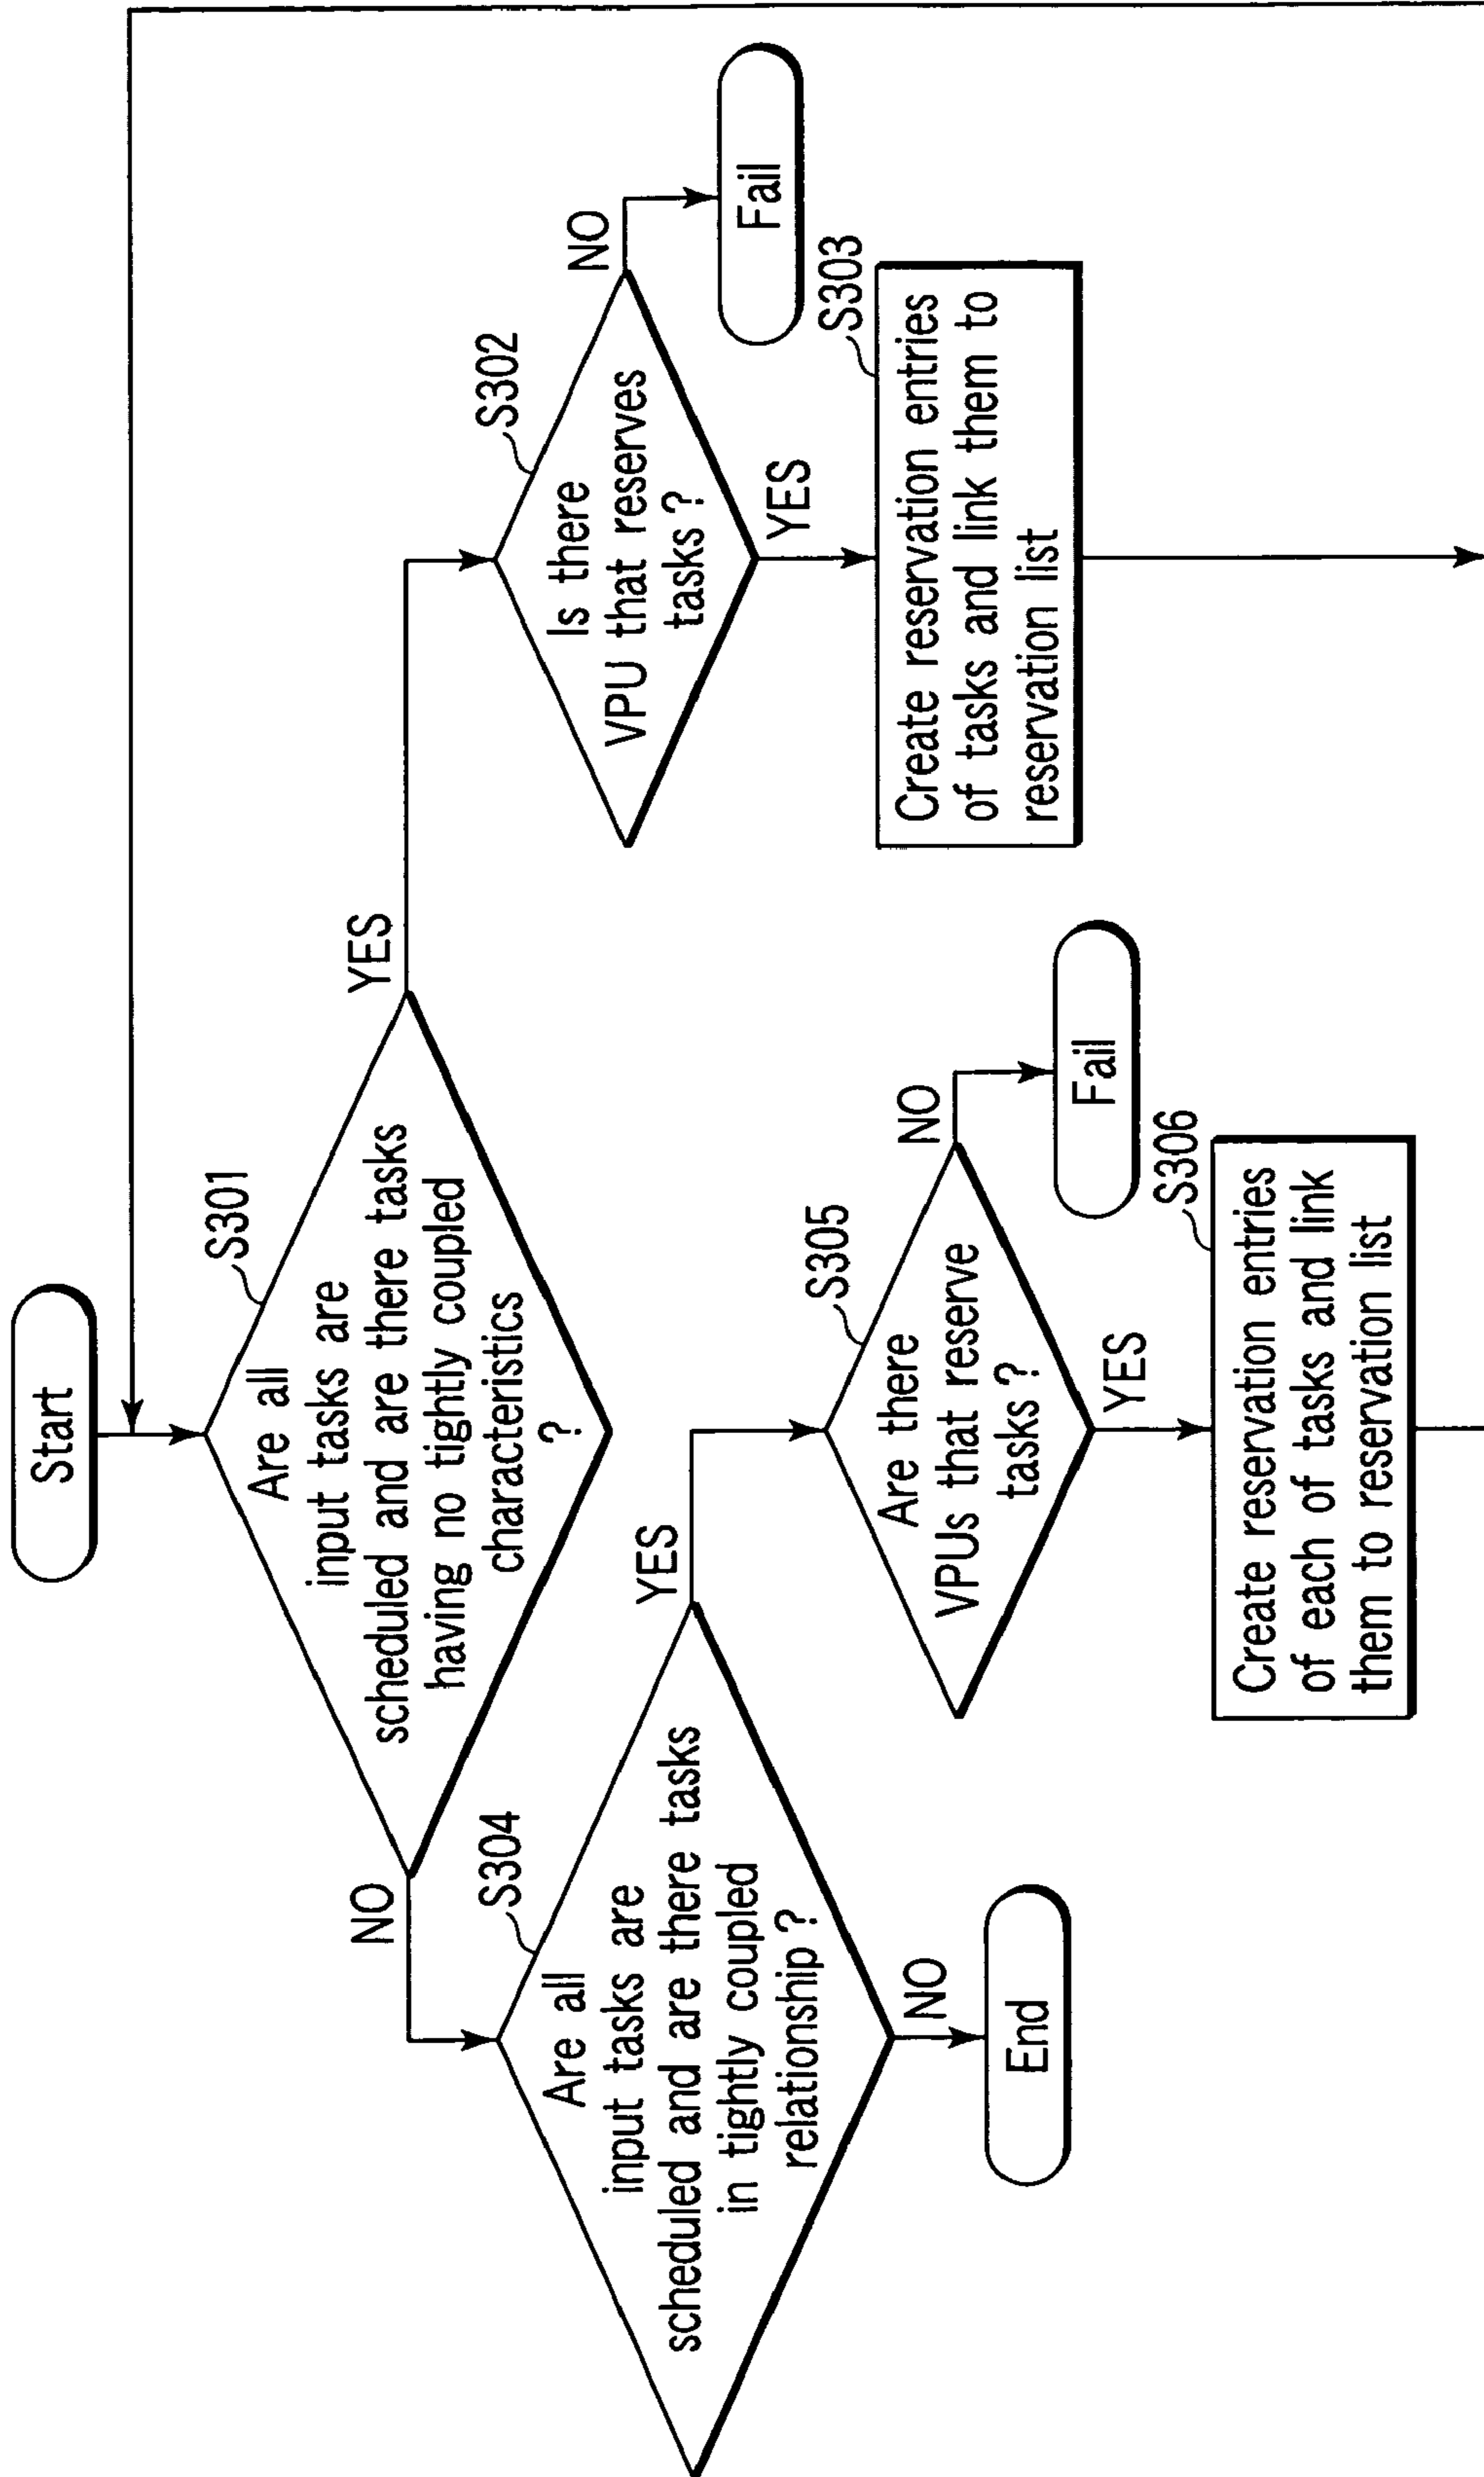 Start
S301
Are all
input tasks are
scheduled and are there tasks
having no tightly coupled
characteristics
?
YES
NO
S302
Is there
VPU that reserves
tasks ?
NO
Fail
YES
S303
Create reservation entries
of tasks and link them to
reservation list
S304
Are all
input tasks are
scheduled and are there tasks
in tightly coupled
relationship ?
YES
NO
End
S305
Are there
VPUs that reserve
tasks ?
NO
Fail
YES
S306
Create reservation entries
of each of tasks and link
them to reservation list